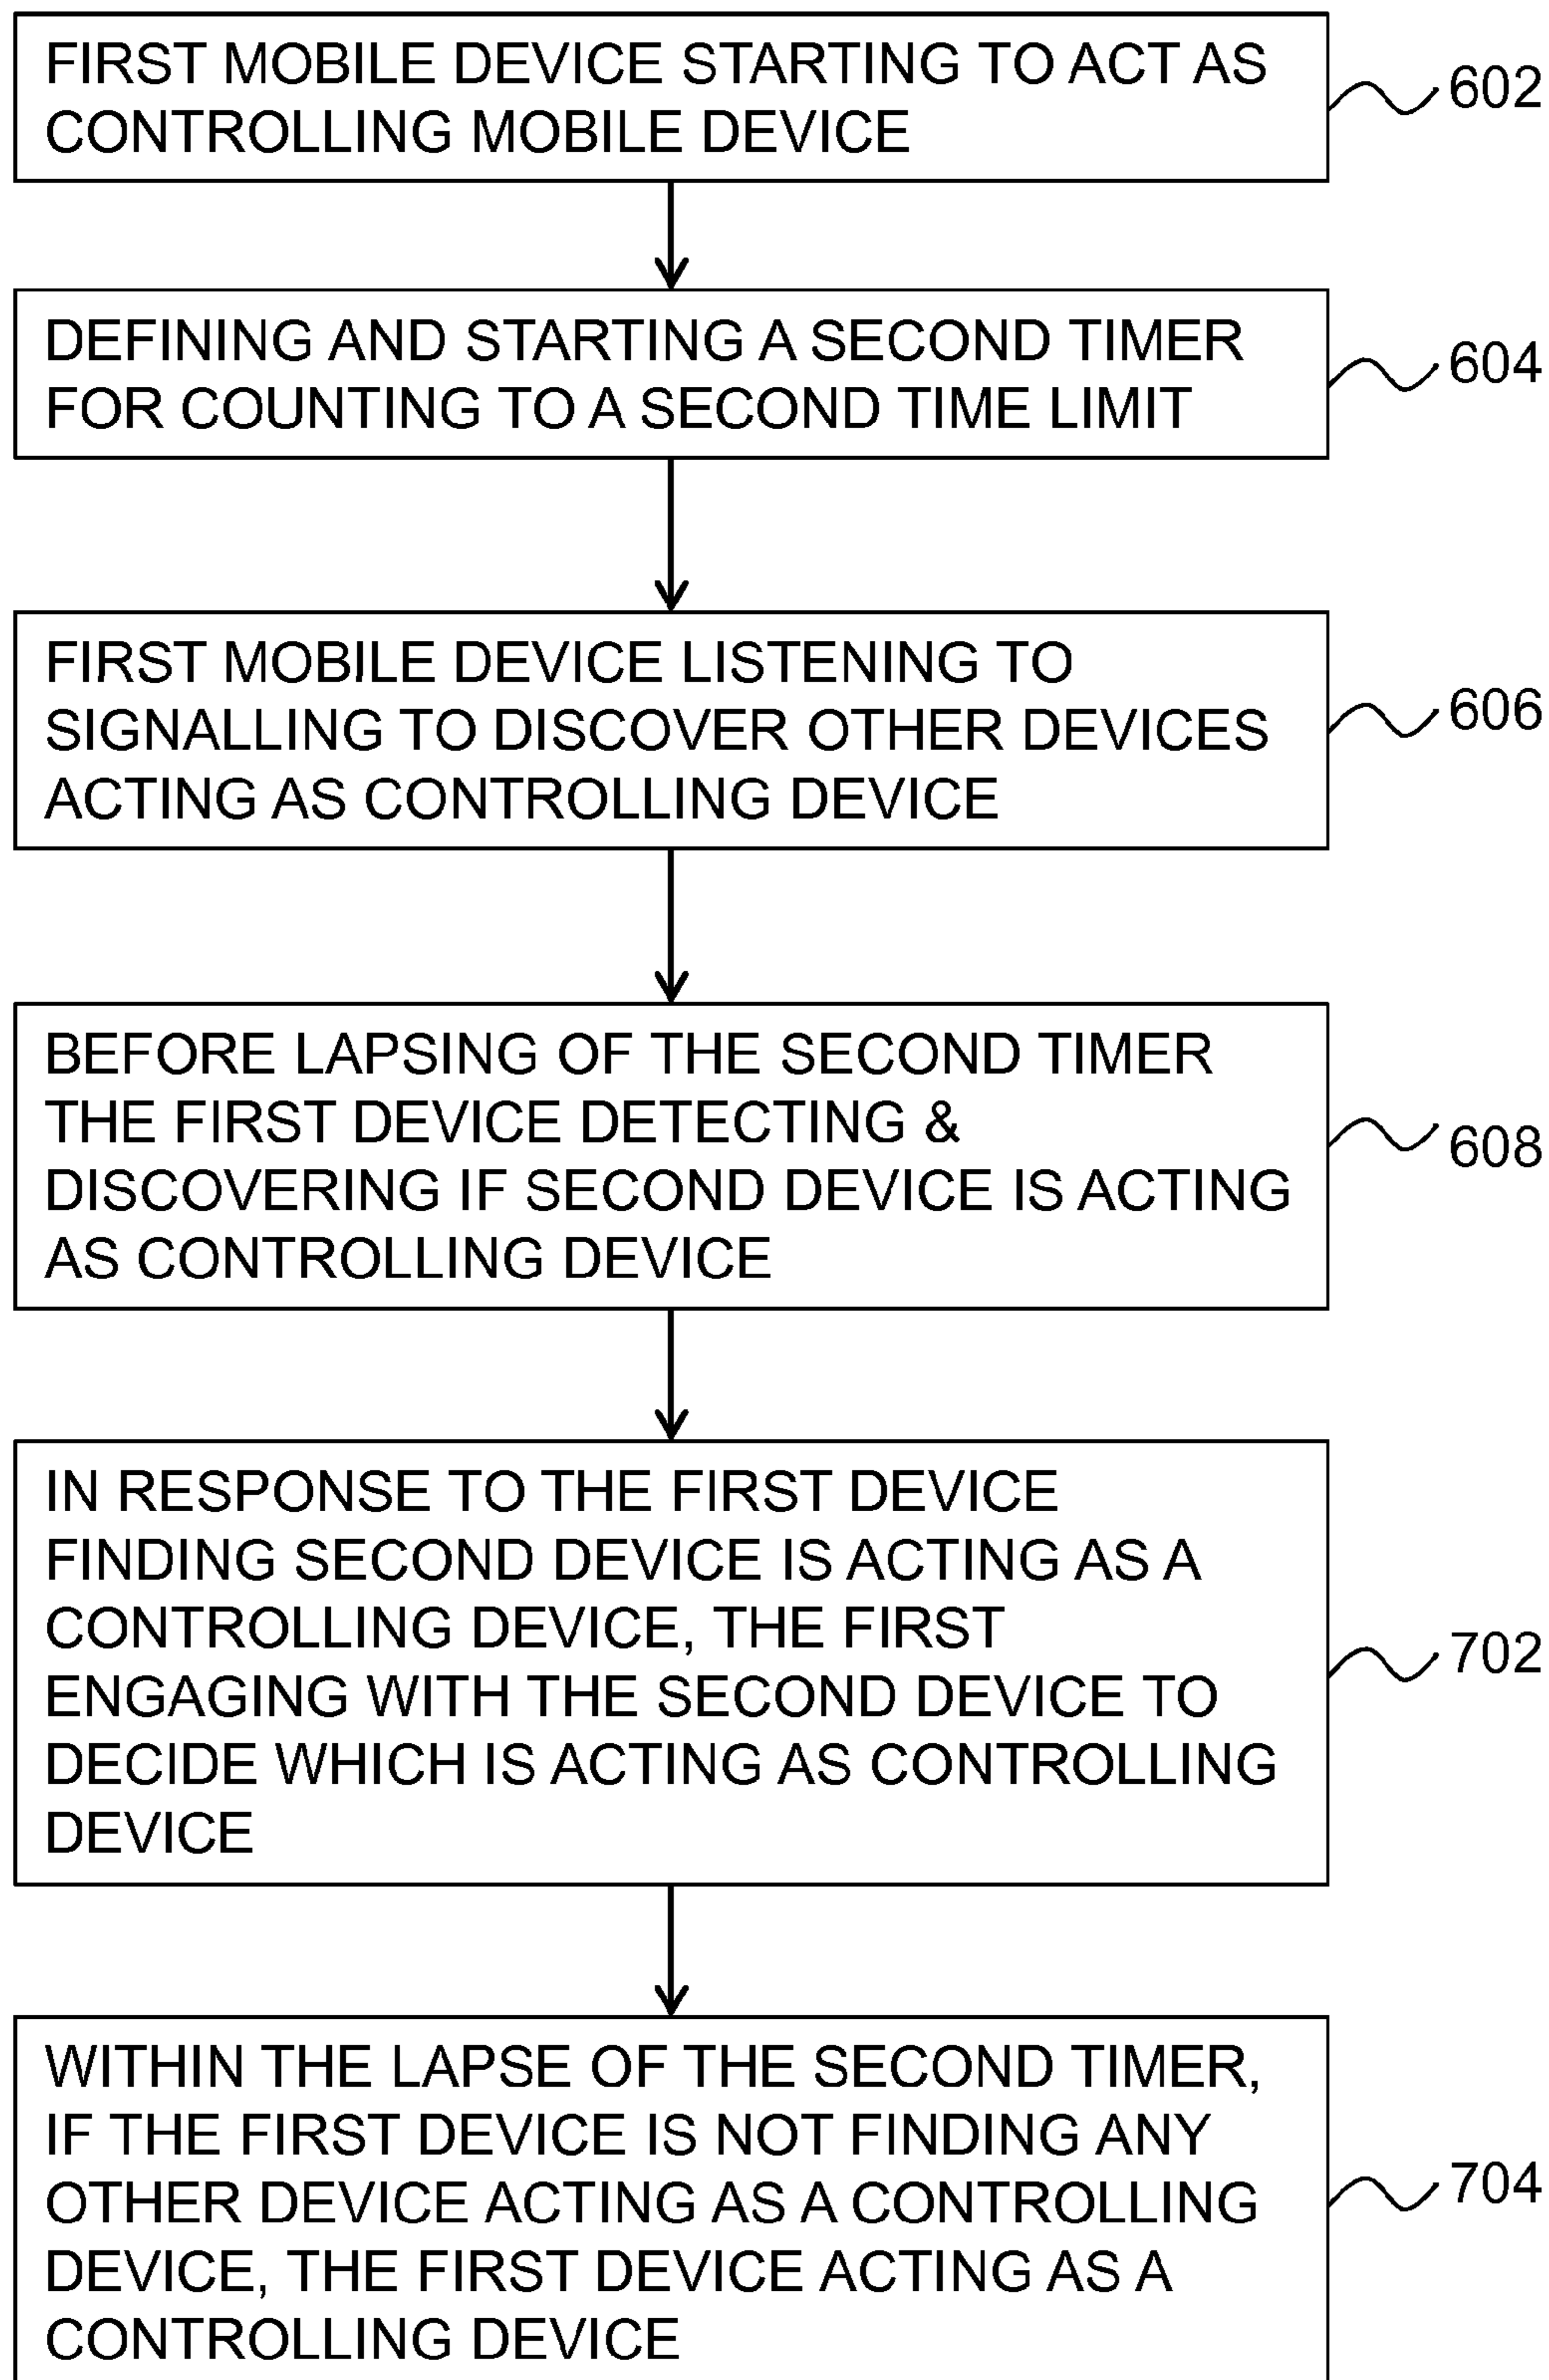 FIRST MOBILE DEVICE STARTING TO ACT AS
CONTROLLING MOBILE DEVICE
602
DEFINING AND STARTING A SECOND TIMER
FOR COUNTING TO A SECOND TIME LIMIT
604
FIRST MOBILE DEVICE LISTENING TO
SIGNALLING TO DISCOVER OTHER DEVICES
ACTING AS CONTROLLING DEVICE
606
BEFORE LAPSING OF THE SECOND TIMER
THE FIRST DEVICE DETECTING &
DISCOVERING IF SECOND DEVICE IS ACTING
AS CONTROLLING DEVICE
608
IN RESPONSE TO THE FIRST DEVICE
FINDING SECOND DEVICE IS ACTING AS A
CONTROLLING DEVICE, THE FIRST
ENGAGING WITH THE SECOND DEVICE TO
DECIDE WHICH IS ACTING AS CONTROLLING
DEVICE
702
WITHIN THE LAPSE OF THE SECOND TIMER,
IF THE FIRST DEVICE IS NOT FINDING ANY
OTHER DEVICE ACTING AS A CONTROLLING
DEVICE, THE FIRST DEVICE ACTING AS A
CONTROLLING DEVICE
704